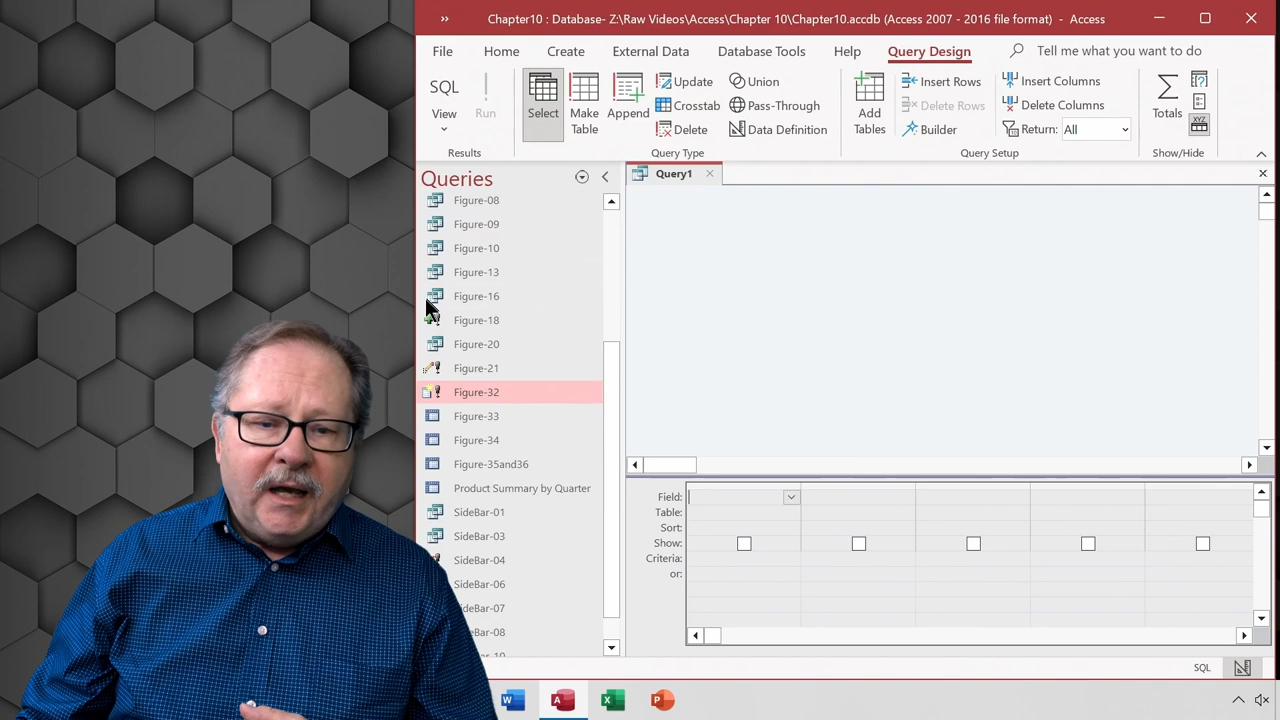 Chapter10 : Database- Z:\Raw Videos\Access\Chapter 10\Chapter10.accdb (Access 2007 - 2016 file format) - Access
File Home Create External Data Database Tools Help Query Design Tell me what you want to do
SQL
View
Run
Results
Select
Make
Table
Append
Update
Crosstab
Delete
Union
Pass-Through
Data Definition
Query Type
Add
Tables
Insert Rows
Delete Rows
Builder
Insert Columns
Delete Columns
Return: All
Query Setup
Totals
Show/Hide
Queries
Figure-08
Figure-09
Figure-10
Figure-13
Figure-16
Figure-18
Figure-20
Figure-21
Figure-32
Figure-33
Figure-34
Figure-35and36
Product Summary by Quarter
SideBar-01
SideBar-03
SideBar-04
SideBar-06
SideBar-07
SideBar-08
Query1
Field:
Table:
Sort:
Show:
Criteria:
or:
SQL